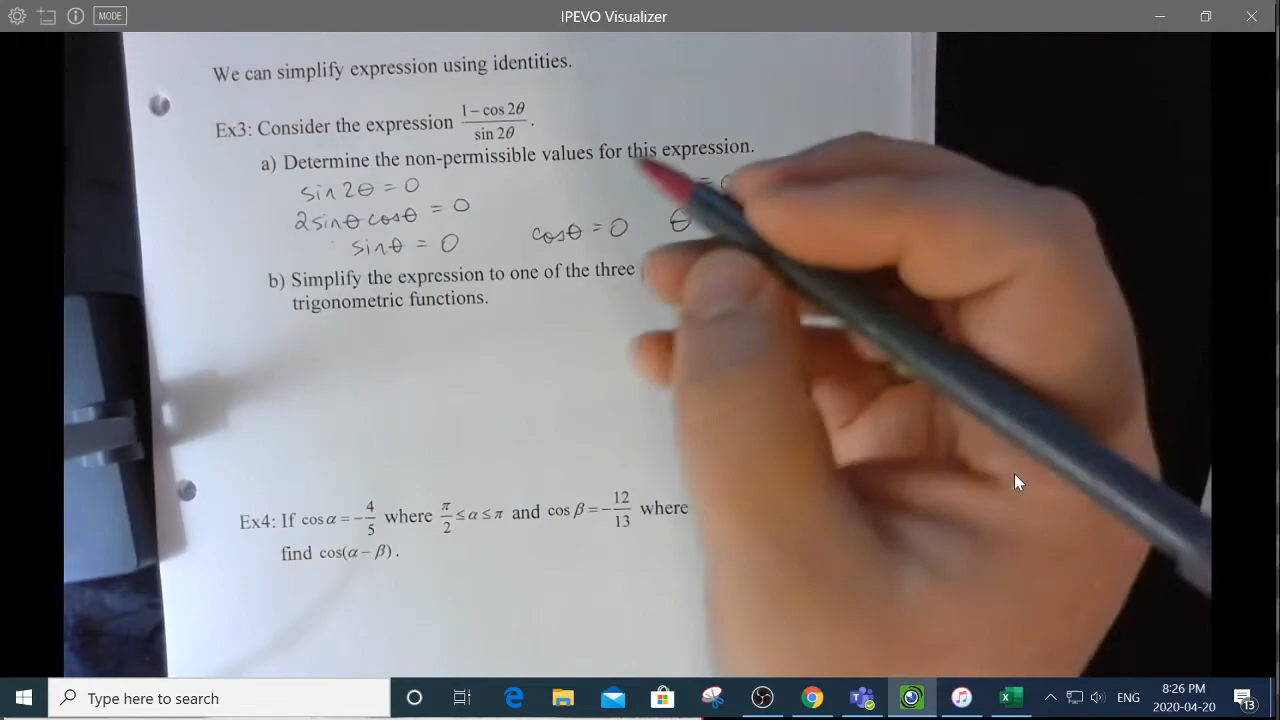 MODE
IPEVO Visualizer
We can simplify expression using identities.
Ex3: Consider the expression (1 − cos 2θ)/(sin 2θ).
a) Determine the non-permissible values for this expression.
sin 2θ = 0
2sinθ cosθ = 0
sinθ = 0
cosθ = 0
θ
b) Simplify the expression to one of the three
trigonometric functions.
Ex4: If cos α = −4/5 where π/2 ≤ α ≤ π and cos β = −12/13 where
find cos(α − β).
Type here to search
ENG
8:26 PM
2020-04-20
13